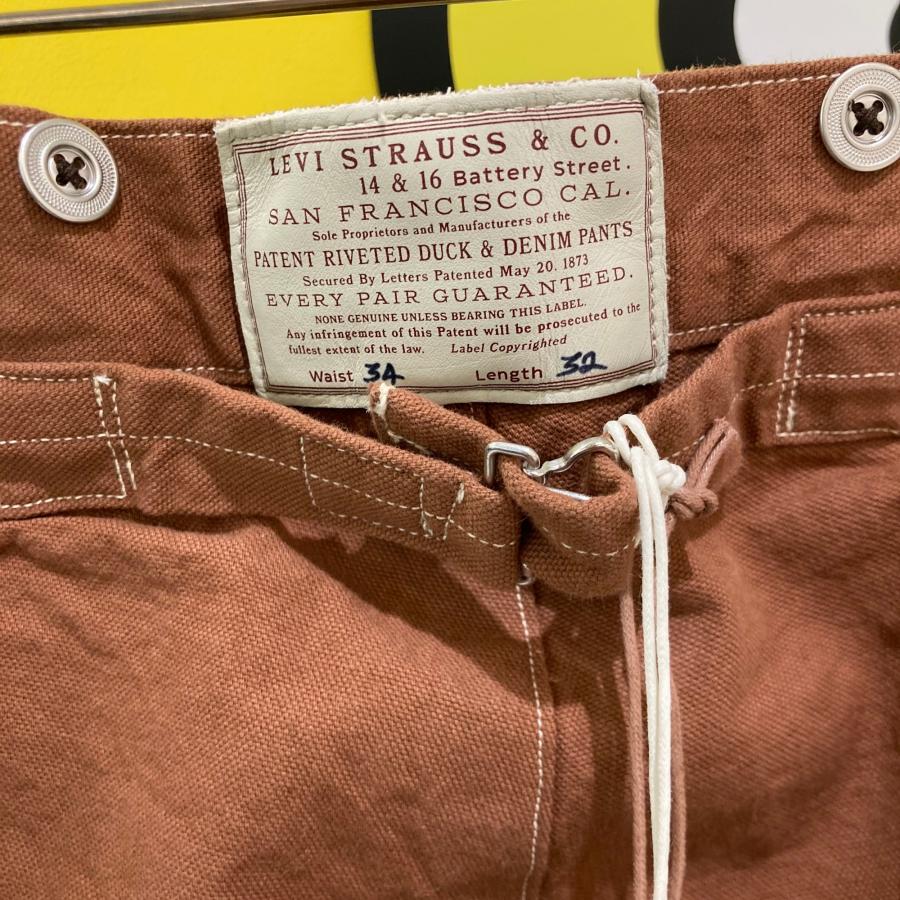 LEVI STRAUSS & CO.
14 & 16 Battery Street.
SAN FRANCISCO CAL.
Sole Proprietors and Manufacturers of the
PATENT RIVETED DUCK & DENIM PANTS
Secured By Letters Patented May 20. 1873
EVERY PAIR GUARANTEED.
NONE GENUINE UNLESS BEARING THIS LABEL.
Any infringement of this Patent will be prosecuted to the
fullest extent of the law. Label Copyrighted
Waist 34 Length 32